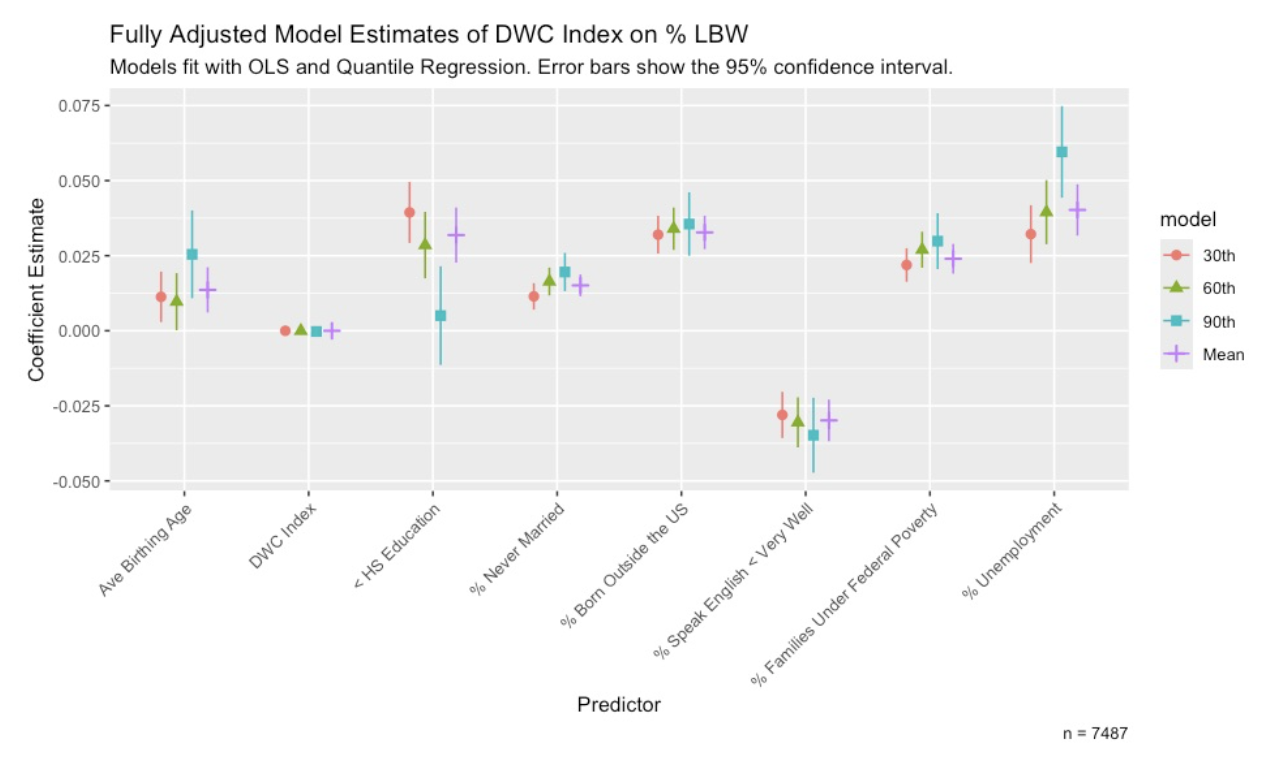 Fully Adjusted Model Estimates of DWC Index on % LBW
Models fit with OLS and Quantile Regression. Error bars show the 95% confidence interval.
Coefficient Estimate
0.075
0.050
0.025
0.000
-0.025
-0.050
Ave Birthing Age
DWC Index
< HS Education
% Never Married
% Born Outside the US
% Speak English < Very Well
% Families Under Federal Poverty
% Unemployment
Predictor
model
30th
60th
90th
Mean
n = 7487